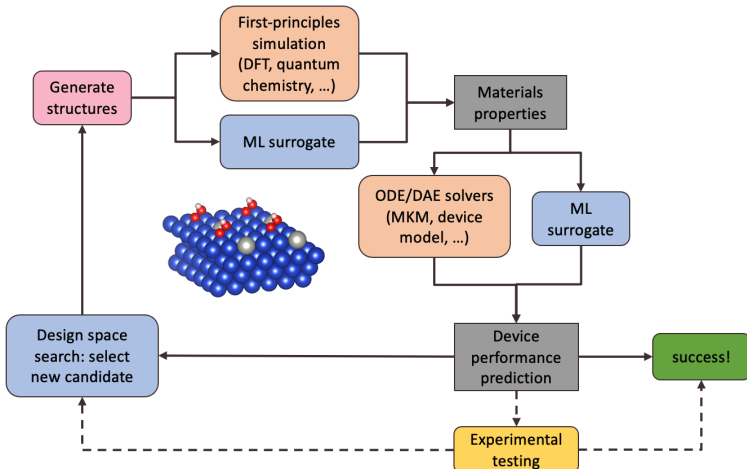 First-principles
simulation
(DFT, quantum
chemistry, ...)
Generate
structures
ML surrogate
Materials
properties
ODE/DAE solvers
(MKM, device
model, ...)
ML
surrogate
Design space
search: select
new candidate
Device
performance
prediction
success!
Experimental
testing